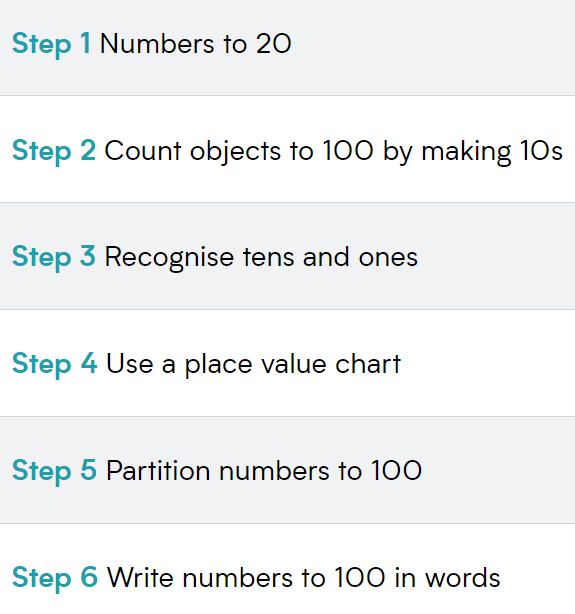 Step 1 Numbers to 20
Step 2 Count objects to 100 by making 10s
Step 3 Recognise tens and ones
Step 4 Use a place value chart
Step 5 Partition numbers to 100
Step 6 Write numbers to 100 in words